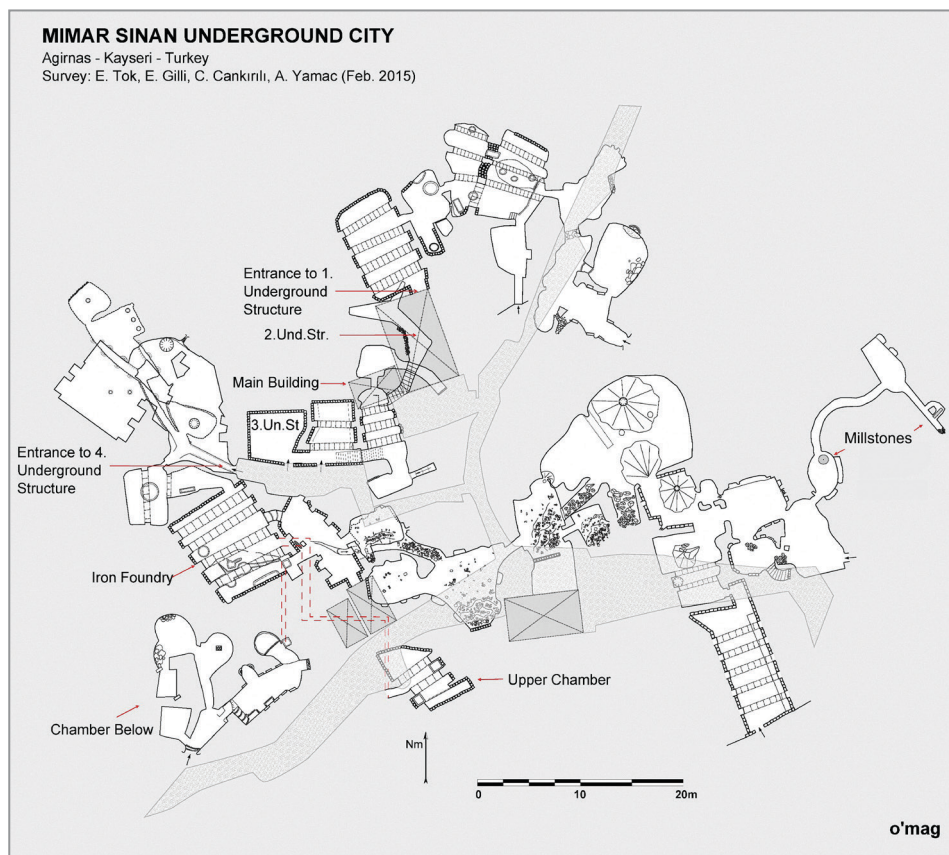 MIMAR SINAN UNDERGROUND CITY
Agirnas - Kayseri - Turkey
Survey: E. Tok, E. Gilli, C. Cankırılı, A. Yamac (Feb. 2015)
Entrance to 1.
Underground
Structure
2.Und.Str.
Main Building
3.Un.St
Entrance to 4.
Underground
Structure
Millstones
Iron Foundry
Upper Chamber
Chamber Below
Nm
0 10 20m
o'mag